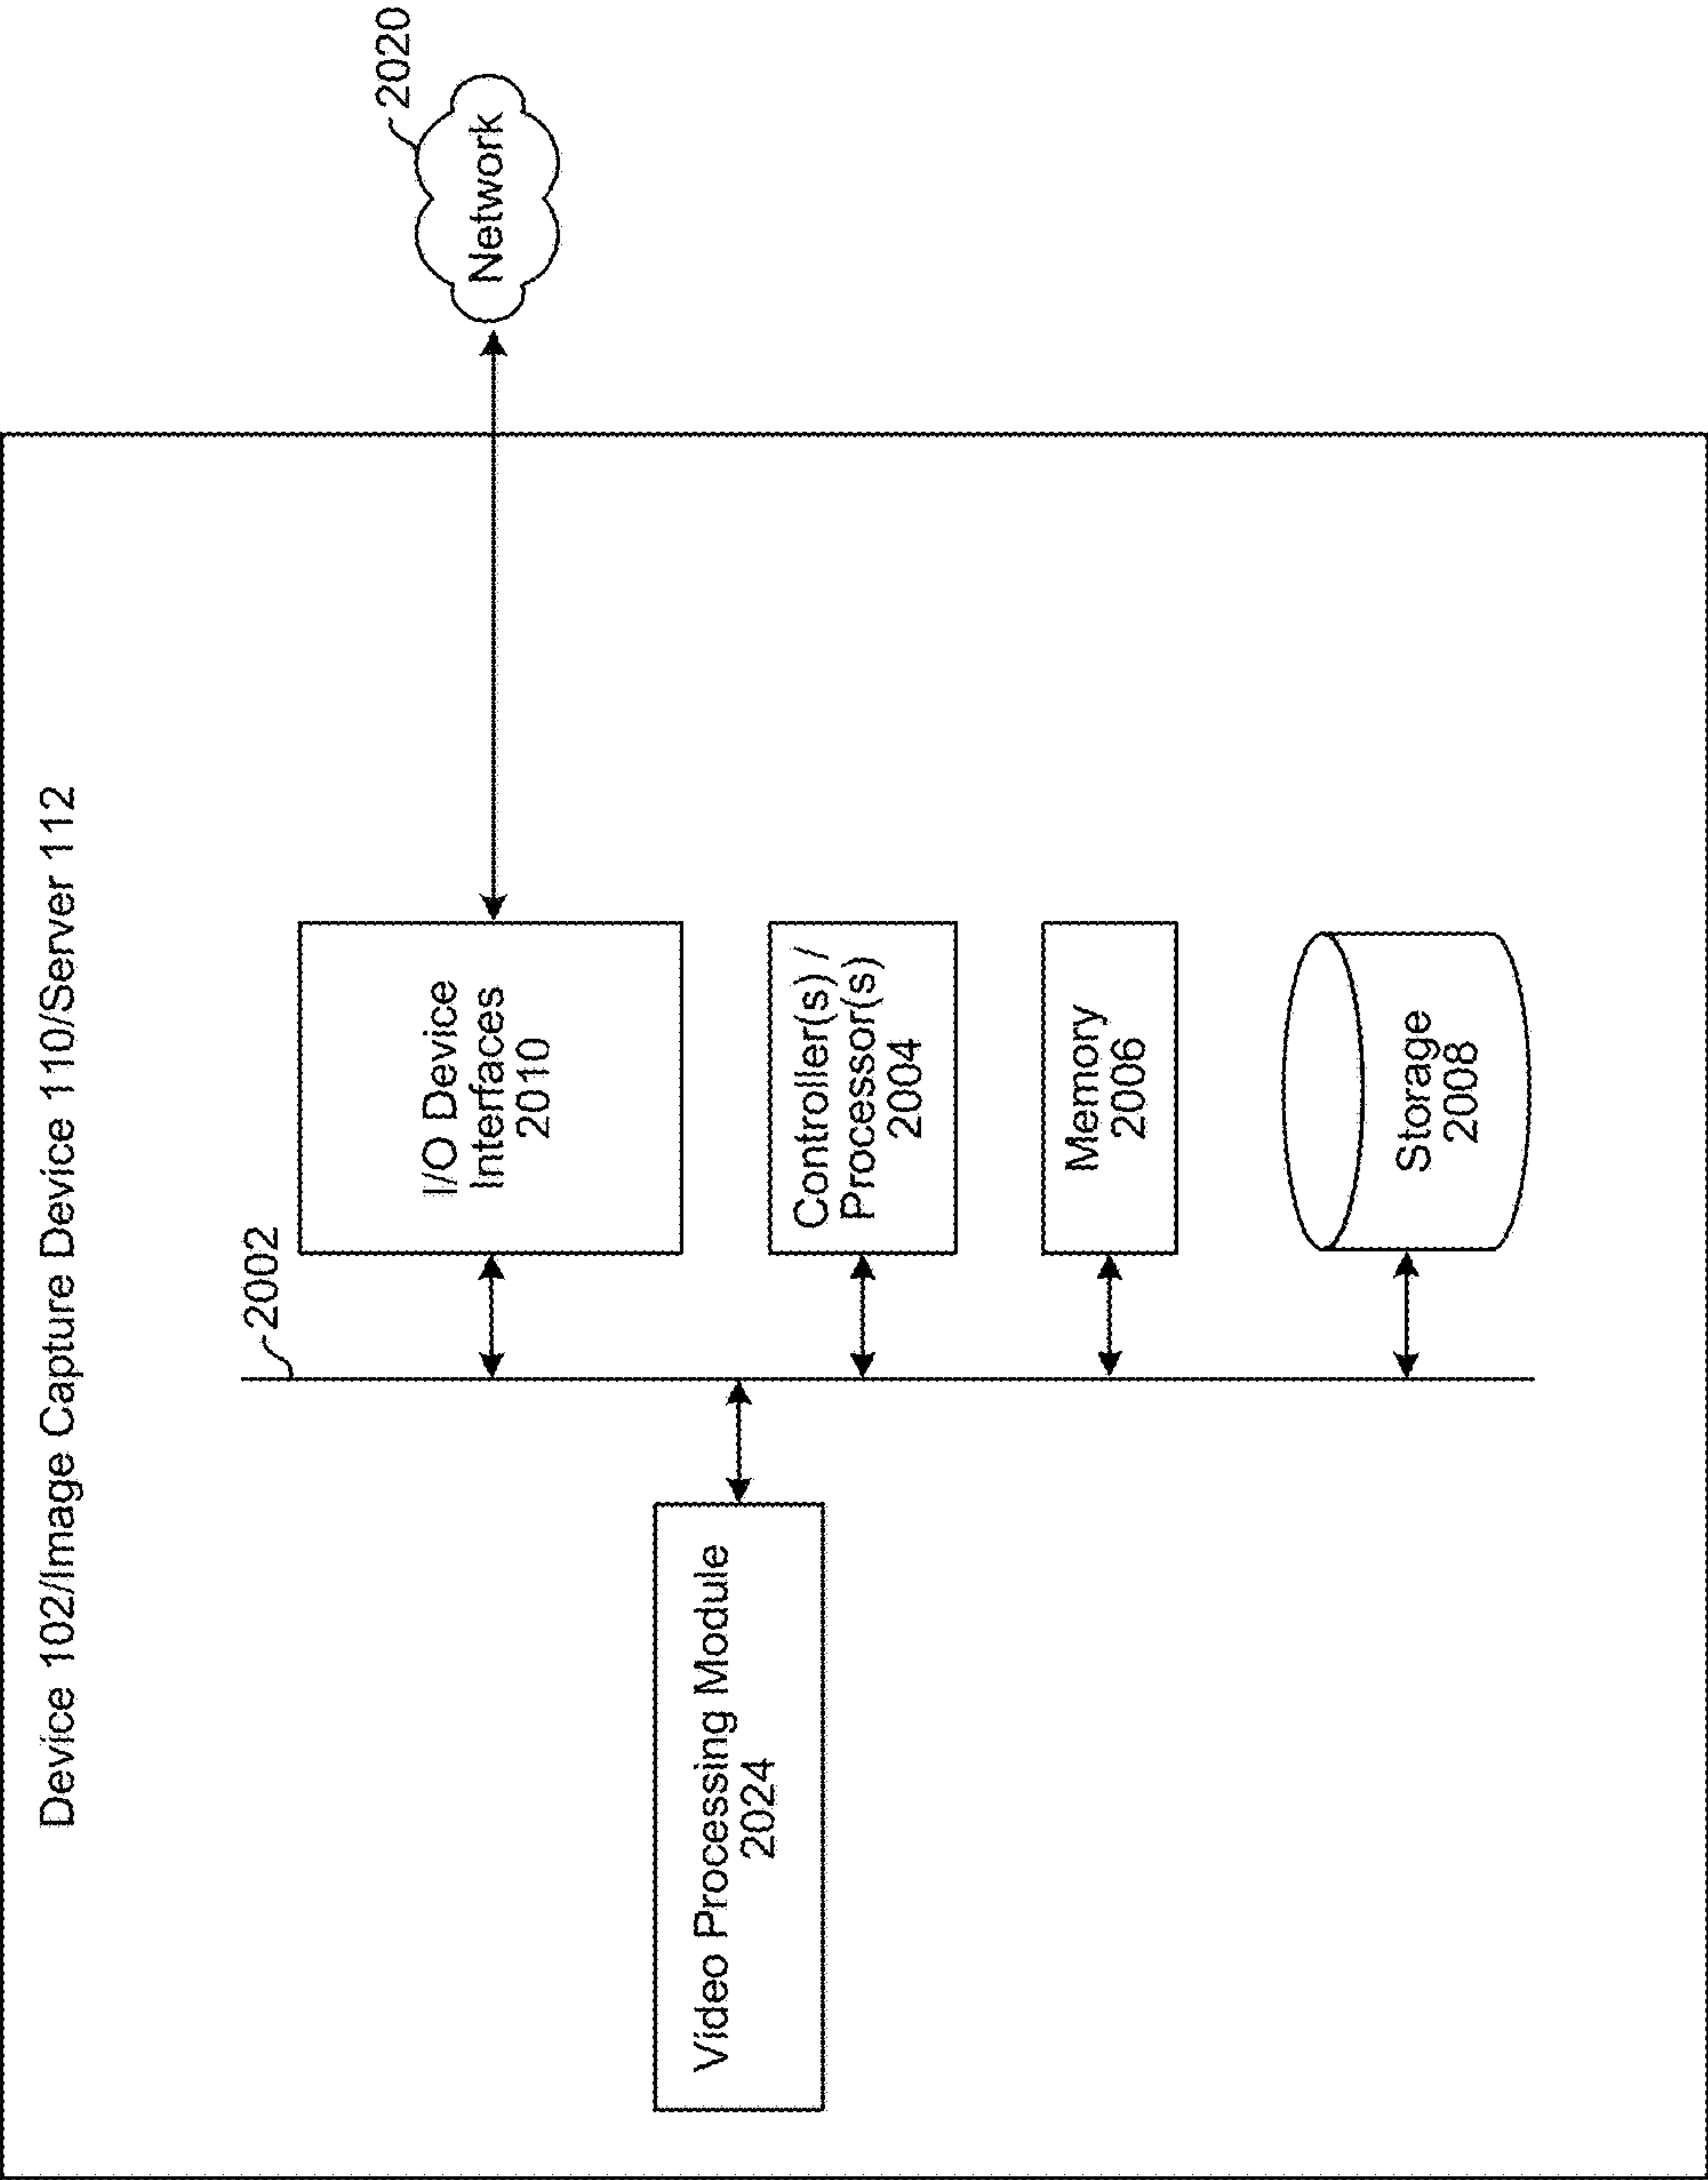 Device 102/Image Capture Device 110/Server 112
2002
I/O Device
Interfaces
2010
2020
Network
Video Processing Module
2024
Controller(s) /
Processor(s)
2004
Memory
2006
Storage
2008